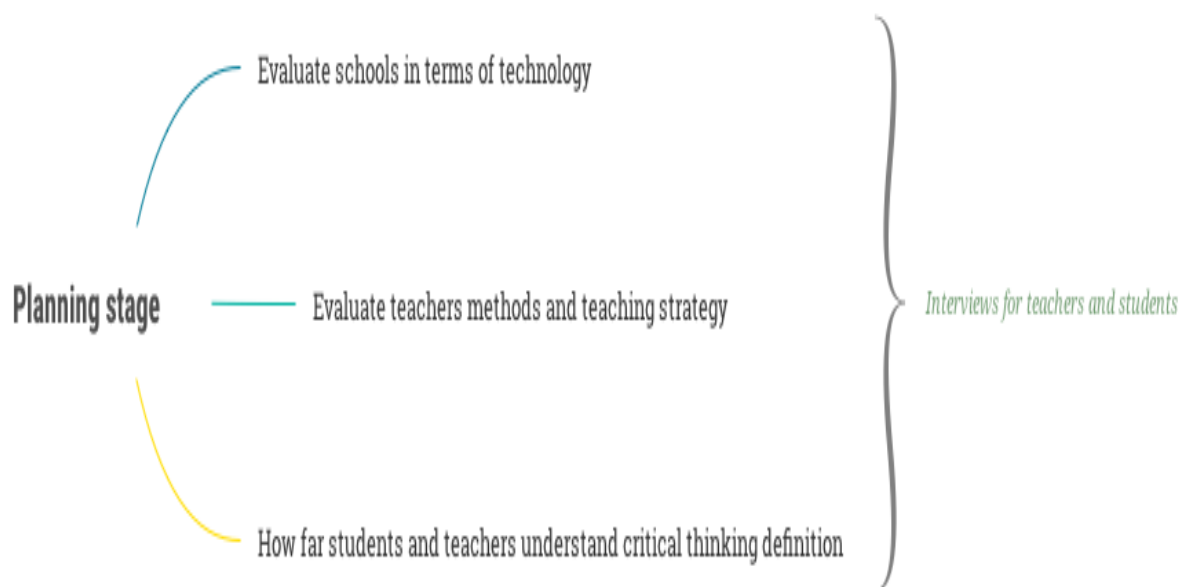 Evaluate schools in terms of technology
Planning stage
Evaluate teachers methods and teaching strategy
Interviews for teachers and students
How far students and teachers understand critical thinking definition